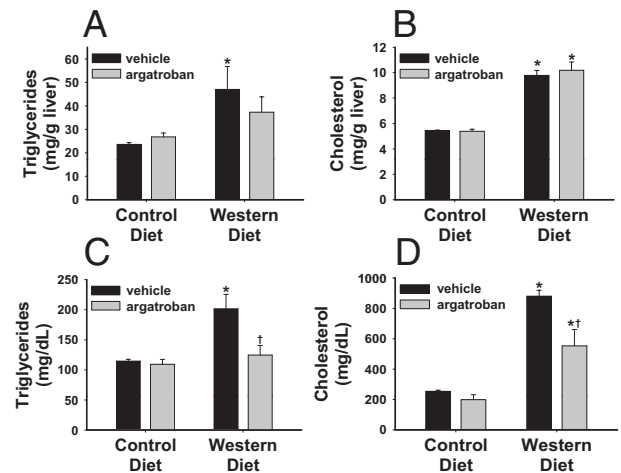 A
Triglycerides
(mg/g liver)
60
50
40
30
20
10
0
vehicle
argatroban
*
Control
Diet
Western
Diet
B
Cholesterol
(mg/g liver)
12
10
8
6
4
2
0
vehicle
argatroban
*
*
Control
Diet
Western
Diet
C
Triglycerides
(mg/dL)
200
250
150
100
50
0
vehicle
argatroban
*
†
Control
Diet
Western
Diet
D
Cholesterol
(mg/dL)
1000
800
600
400
200
0
vehicle
argatroban
*
*†
Control
Diet
Western
Diet